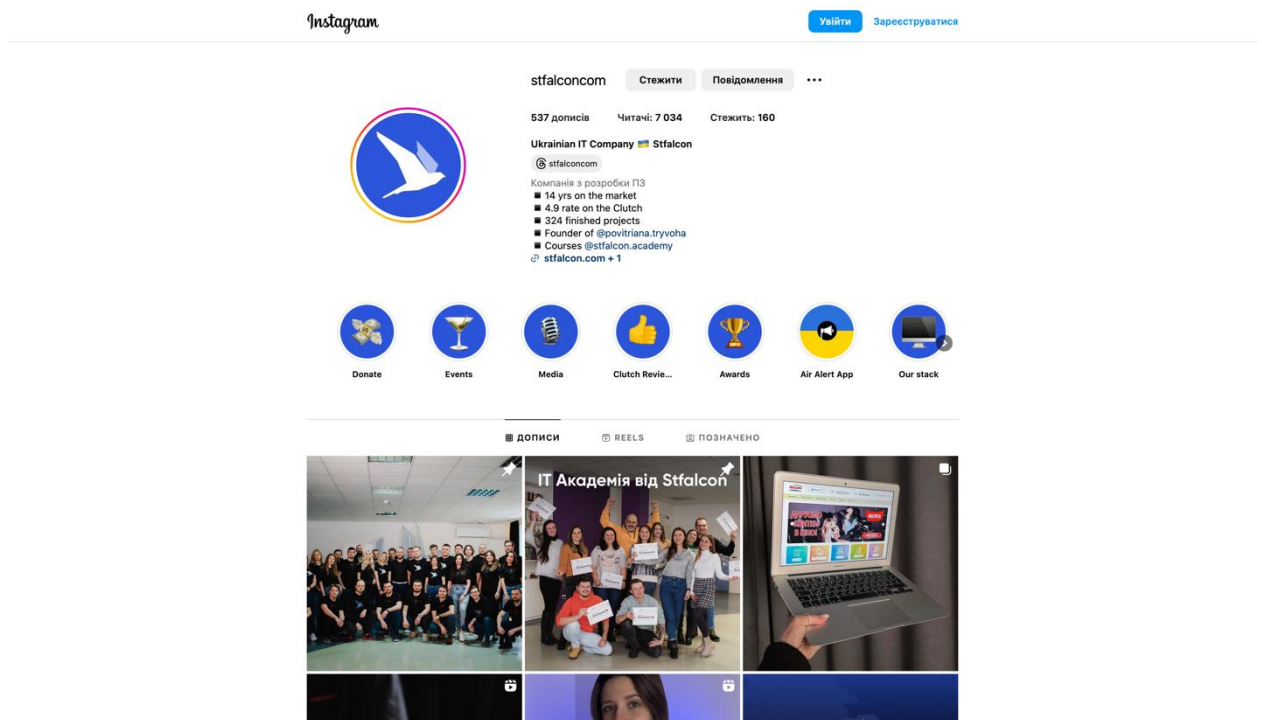 Instagram
Увійти
Зареєструватися
stfalconcom
Стежити
Повідомлення
537 дописів
Читачі: 7 034
Стежить: 160
Ukrainian IT Company 🇺🇦 Stfalcon
stfalconcom
Компанія з розробки ПЗ
14 yrs on the market
4.9 rate on the Clutch
324 finished projects
Founder of @povitriana.tryvoha
Courses @stfalcon.academy
stfalcon.com + 1
Donate
Events
Media
Clutch Revie...
Awards
Air Alert App
Our stack
ДОПИСИ
REELS
ПОЗНАЧЕНО
ІТ Академія від Stfalcon